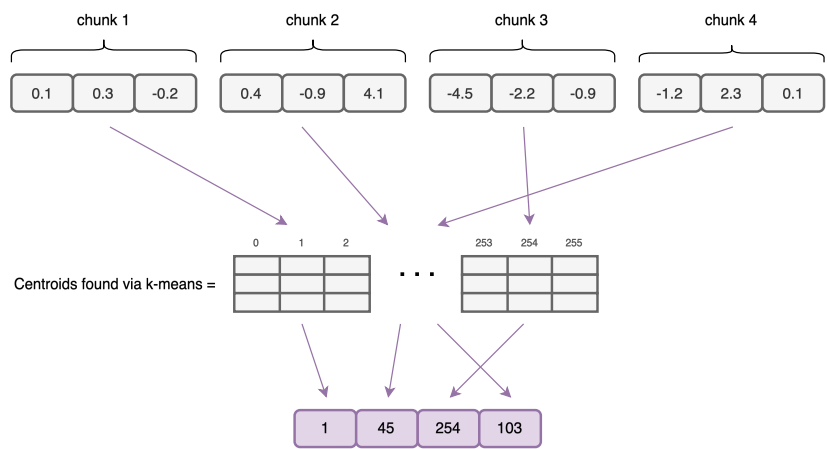 chunk 1 chunk 2 chunk 3 chunk 4
0.1 0.3 -0.2 0.4 -0.9 4.1 -4.5 -2.2 -0.9 -1.2 2.3 0.1
0 1 2 253 254 255
Centroids found via k-means = . . .
1 45 254 103